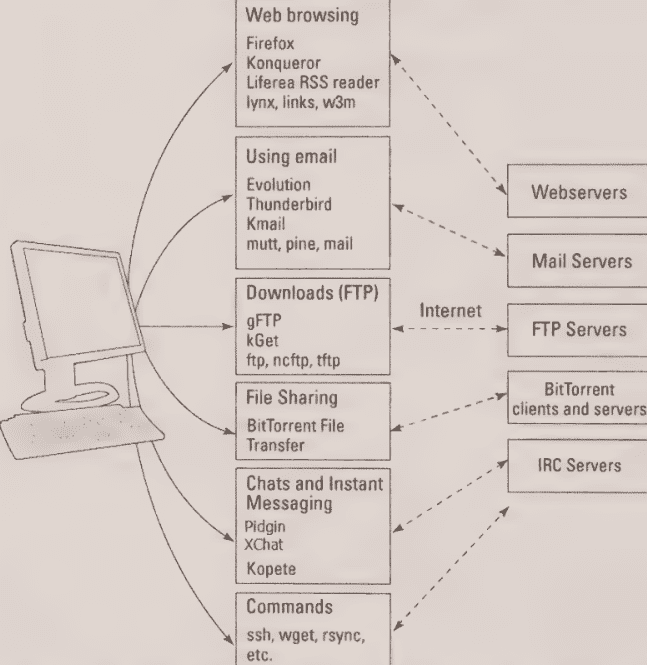 Web browsing
Firefox
Konqueror
Liferea RSS reader
lynx, links, w3m
Using email
Evolution
Thunderbird
Kmail
mutt, pine, mail
Downloads (FTP)
gFTP
kGet
ftp, ncftp, tftp
File Sharing
BitTorrent File
Transfer
Chats and Instant
Messaging
Pidgin
XChat
Kopete
Commands
ssh, wget, rsync,
etc.
Internet
Webservers
Mail Servers
FTP Servers
BitTorrent
clients and servers
IRC Servers